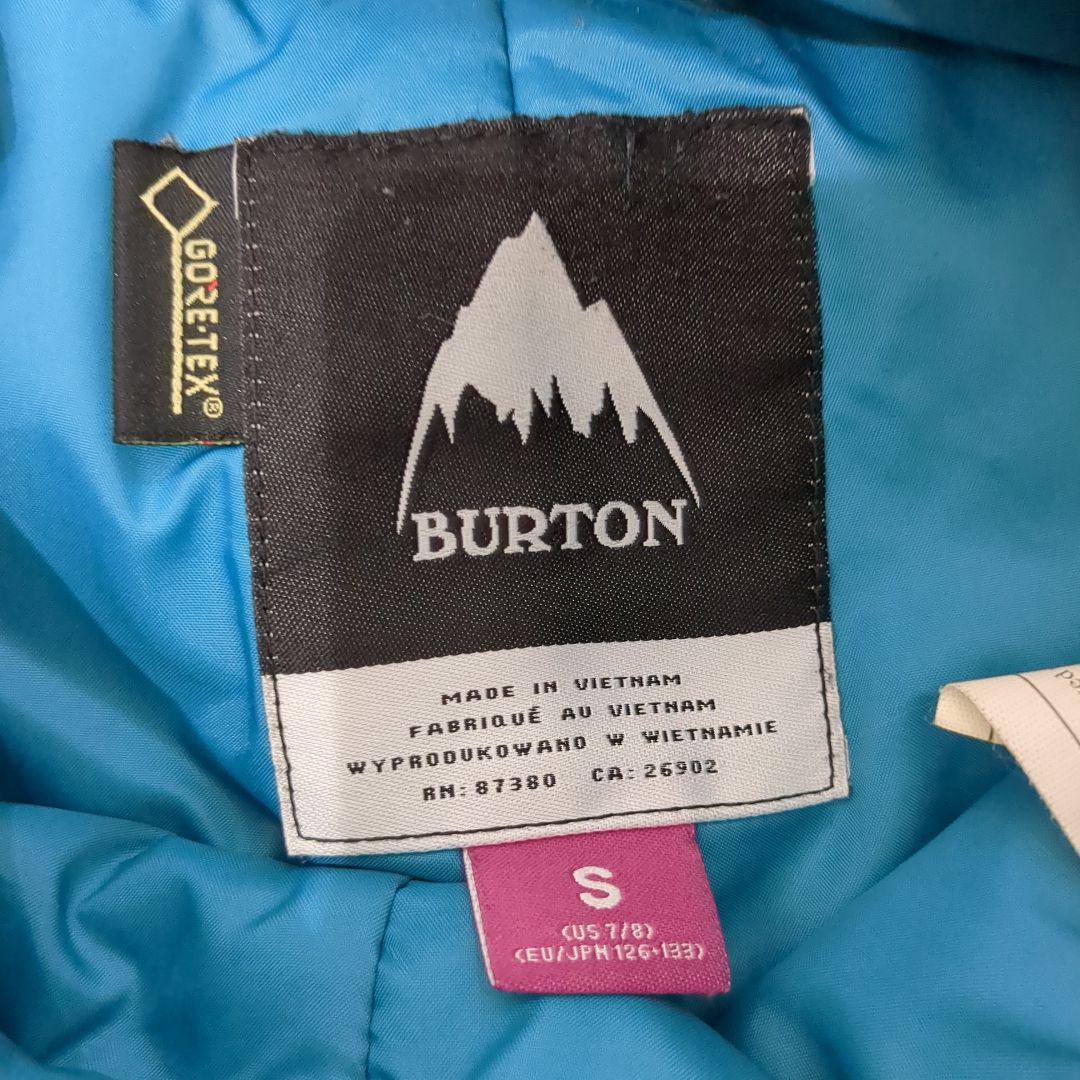 GORE-TEX®
BURTON
MADE IN VIETNAM
FABRIQUÉ AU VIETNAM
WYPRODUKOWANO W WIETNAMIE
RN: 87380 CA: 26902
S
(US 7/8)
(EU/JPN 126-133)